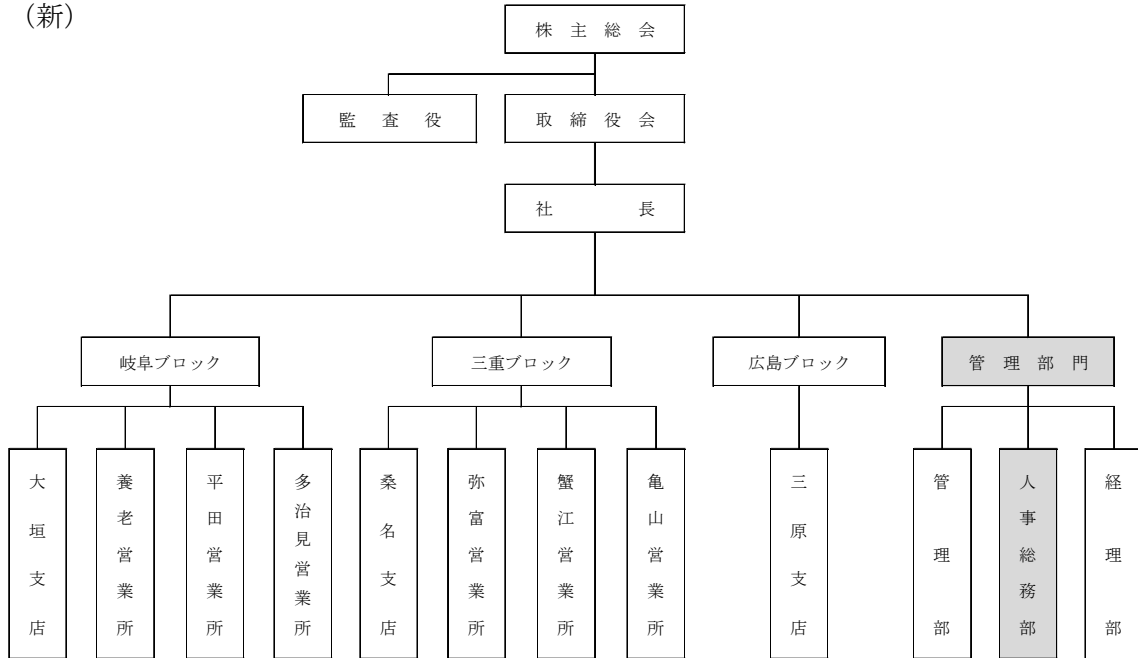 (新)
株主総会
監査役
取締役会
社長
岐阜ブロック
三重ブロック
広島ブロック
管理部門
大垣支店
養老営業所
平田営業所
多治見営業所
桑名支店
弥富営業所
蟹江営業所
亀山営業所
三原支店
管理部
人事総務部
経理部